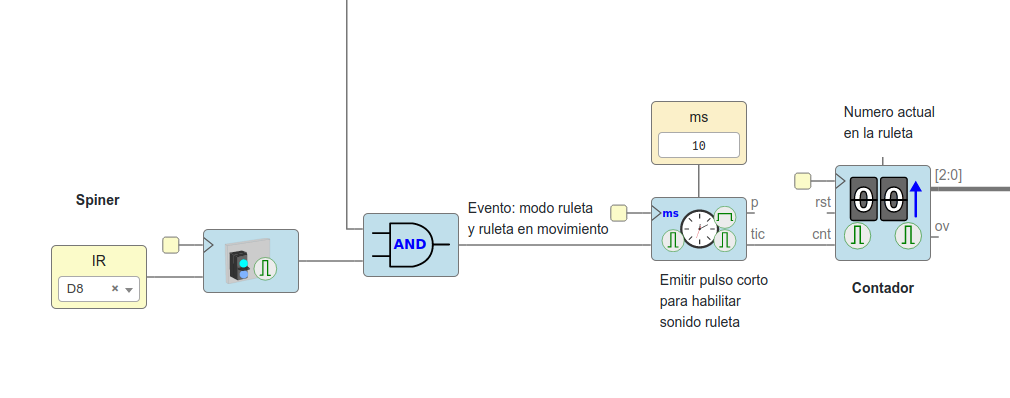 Spiner
IR
D8
AND
Evento: modo ruleta
y ruleta en movimiento
ms
10
ms
p
tic
Emitir pulso corto
para habilitar
sonido ruleta
Numero actual
en la ruleta
rst
cnt
00
[2:0]
ov
Contador